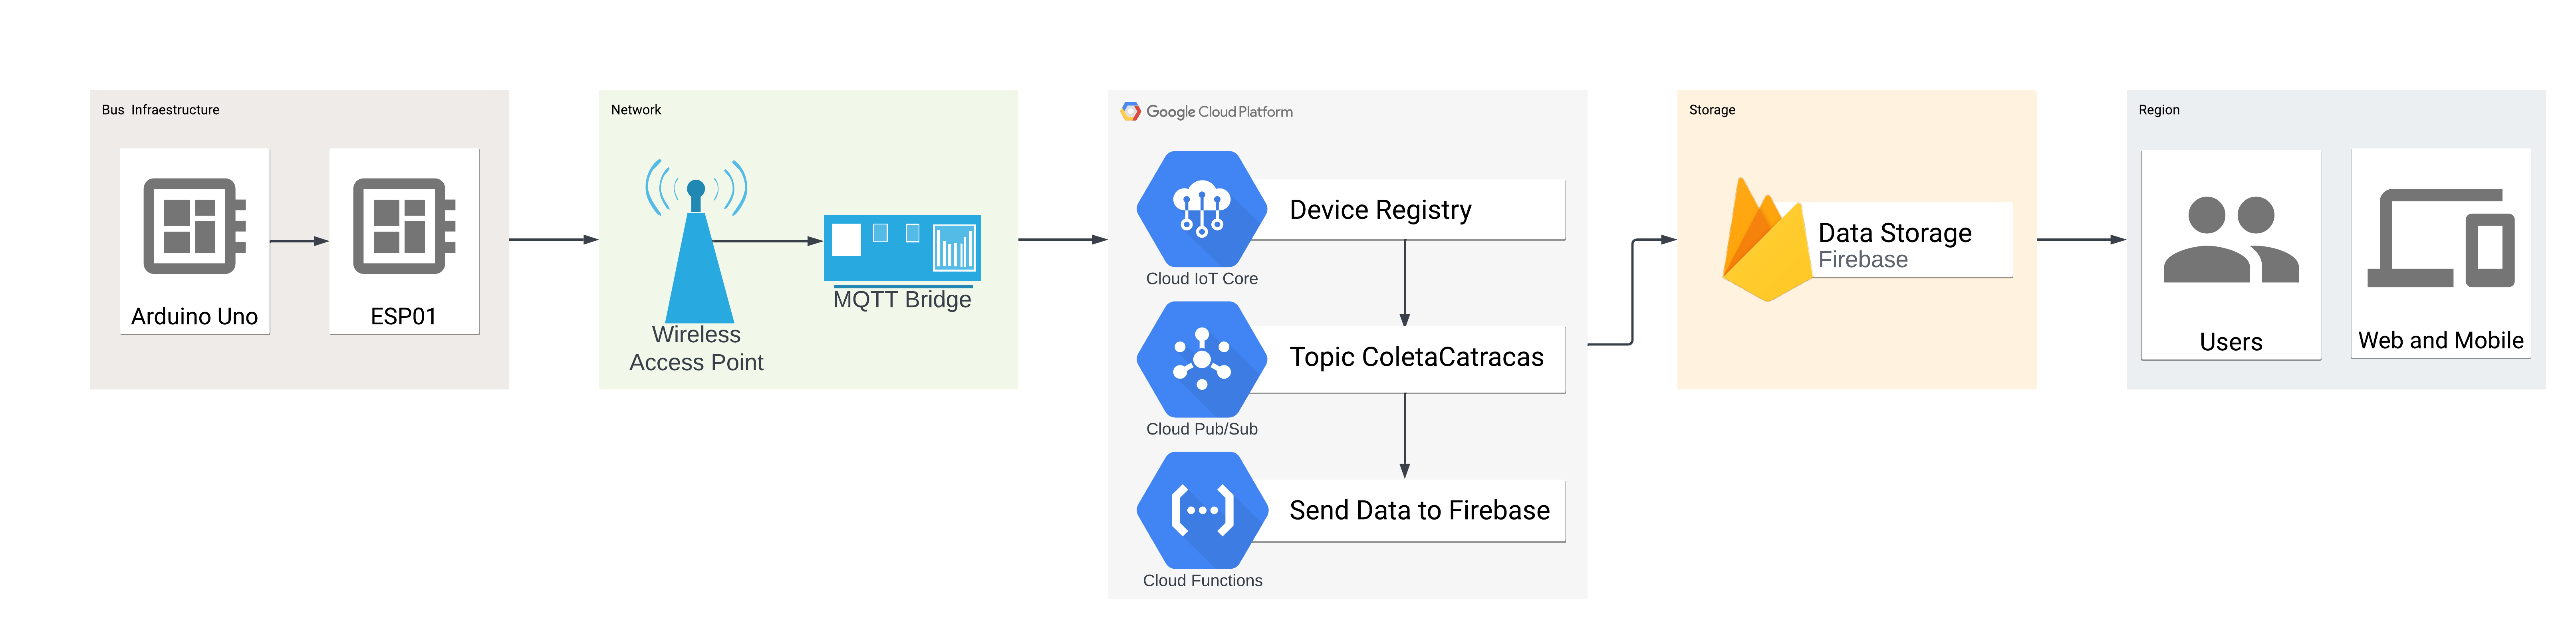 Bus Infraestructure
Arduino Uno
ESP01
Network
Wireless
Access Point
MQTT Bridge
Google Cloud Platform
Device Registry
Cloud IoT Core
Topic ColetaCatracas
Cloud Pub/Sub
Send Data to Firebase
Cloud Functions
Storage
Data Storage
Firebase
Region
Users
Web and Mobile